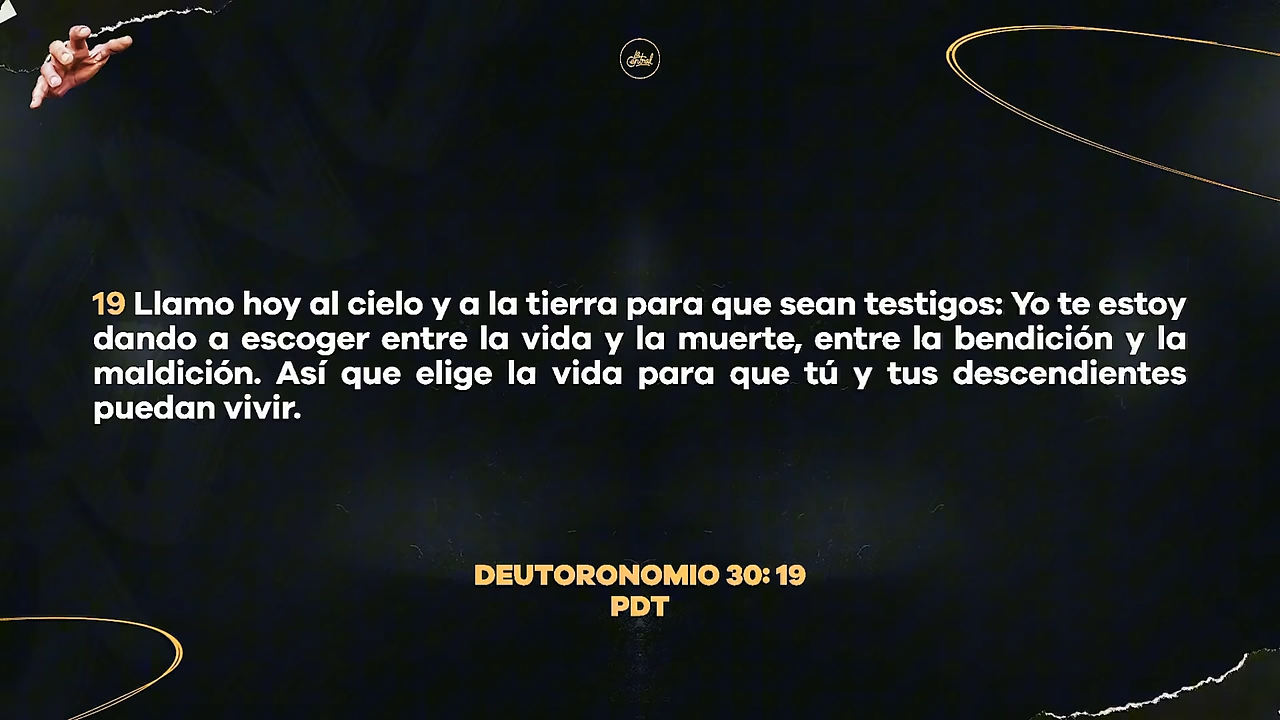 La Central
19 Llamo hoy al cielo y a la tierra para que sean testigos: Yo te estoy
dando a escoger entre la vida y la muerte, entre la bendición y la
maldición. Así que elige la vida para que tú y tus descendientes
puedan vivir.
DEUTORONOMIO 30: 19
PDT